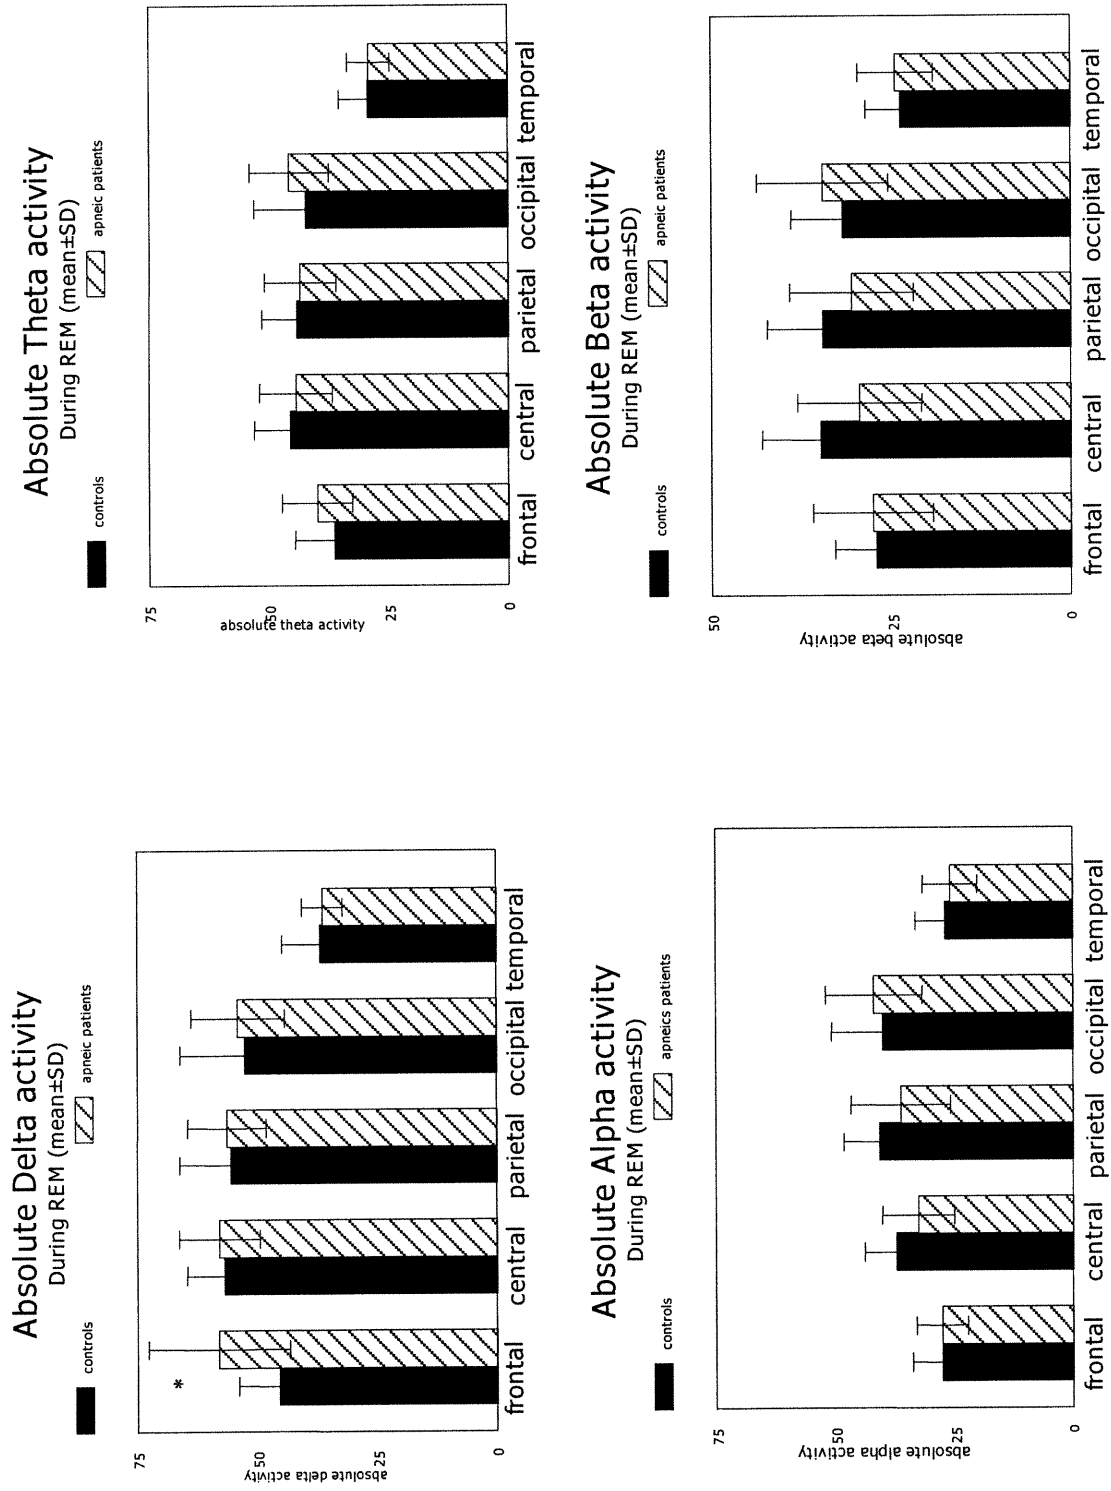 Absolute Delta activity
During REM (mean±SD)
controls
apneic patients
absolute delta activity
75
50
25
0
*
frontal central parietal occipital temporal
Absolute Theta activity
During REM (mean±SD)
controls
apneic patients
absolute theta activity
75
50
25
0
frontal central parietal occipital temporal
Absolute Alpha activity
During REM (mean±SD)
controls
apneics patients
absolute alpha activity
75
50
25
0
frontal central parietal occipital temporal
Absolute Beta activity
During REM (mean±SD)
controls
apneic patients
absolute beta activity
50
25
0
frontal central parietal occipital temporal